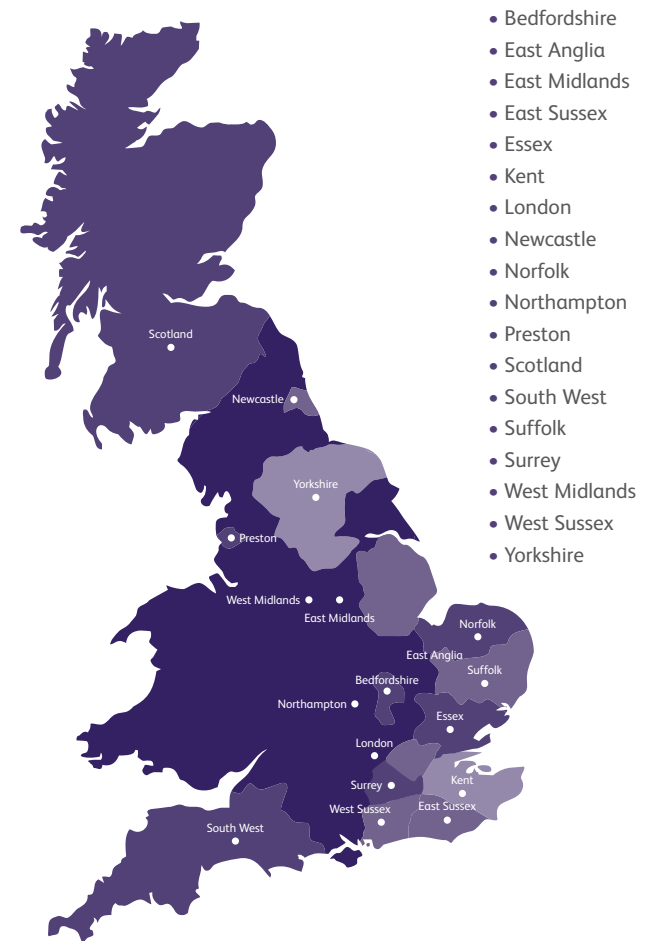 • Bedfordshire
• East Anglia
• East Midlands
• East Sussex
• Essex
• Kent
• London
• Newcastle
• Norfolk
• Northampton
• Preston
• Scotland
• South West
• Suffolk
• Surrey
• West Midlands
• West Sussex
• Yorkshire
Scotland
Newcastle
Yorkshire
Preston
West Midlands
East Midlands
Norfolk
East Anglia
Suffolk
Bedfordshire
Northampton
Essex
London
Surrey
Kent
West Sussex
East Sussex
South West